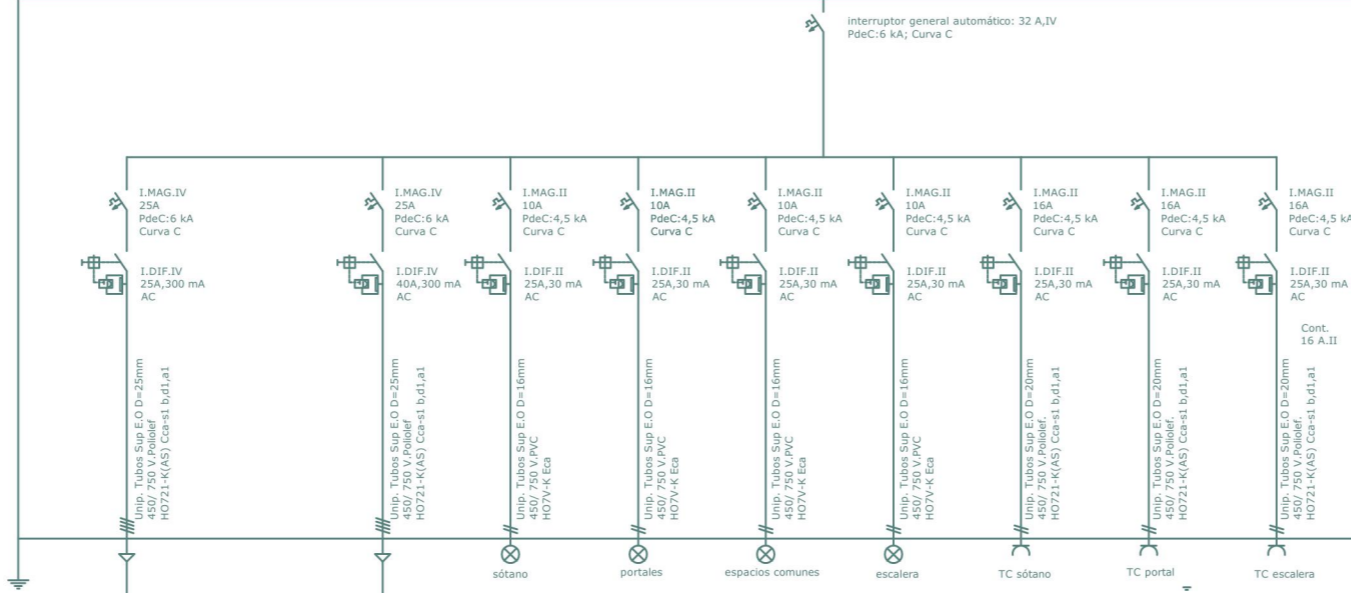 interruptor general automático: 32 A,IV
PdeC:6 kA; Curva C
I.MAG.IV
25A
PdeC:6 kA
Curva C
I.DIF.IV
25A,300 mA
AC
Unip. Tubos Sup E.O D=25mm
450/ 750 V.Poliolef
HO721-K(AS) Cca-s1 b,d1,a1
I.MAG.IV
25A
PdeC:6 kA
Curva C
I.DIF.IV
40A,300 mA
AC
Unip. Tubos Sup E.O D=25mm
450/ 750 V.Poliolef
HO721-K(AS) Cca-s1 b,d1,a1
I.MAG.II
10A
PdeC:4,5 kA
Curva C
I.DIF.II
25A,30 mA
AC
Unip. Tubos Sup E.O D=16mm
450/ 750 V.PVC
HO7V-K Eca
sótano
I.MAG.II
10A
PdeC:4,5 kA
Curva C
I.DIF.II
25A,30 mA
AC
Unip. Tubos Sup E.O D=16mm
450/ 750 V.PVC
HO7V-K Eca
portales
I.MAG.II
10A
PdeC:4,5 kA
Curva C
I.DIF.II
25A,30 mA
AC
Unip. Tubos Sup E.O D=16mm
450/ 750 V.PVC
HO7V-K Eca
espacios comunes
I.MAG.II
10A
PdeC:4,5 kA
Curva C
I.DIF.II
25A,30 mA
AC
Unip. Tubos Sup E.O D=16mm
450/ 750 V.PVC
HO7V-K Eca
escalera
I.MAG.II
16A
PdeC:4,5 kA
Curva C
I.DIF.II
25A,30 mA
AC
Unip. Tubos Sup E.O D=20mm
450/ 750 V.Poliolef.
HO721-K(AS) Cca-s1 b,d1,a1
TC sótano
I.MAG.II
16A
PdeC:4,5 kA
Curva C
I.DIF.II
25A,30 mA
AC
Unip. Tubos Sup E.O D=20mm
450/ 750 V.Poliolef.
HO721-K(AS) Cca-s1 b,d1,a1
TC portal
I.MAG.II
16A
PdeC:4,5 kA
Curva C
I.DIF.II
25A,30 mA
AC
Cont.
16 A.II
Unip. Tubos Sup E.O D=20mm
450/ 750 V.Poliolef.
HO721-K(AS) Cca-s1 b,d1,a1
TC escalera